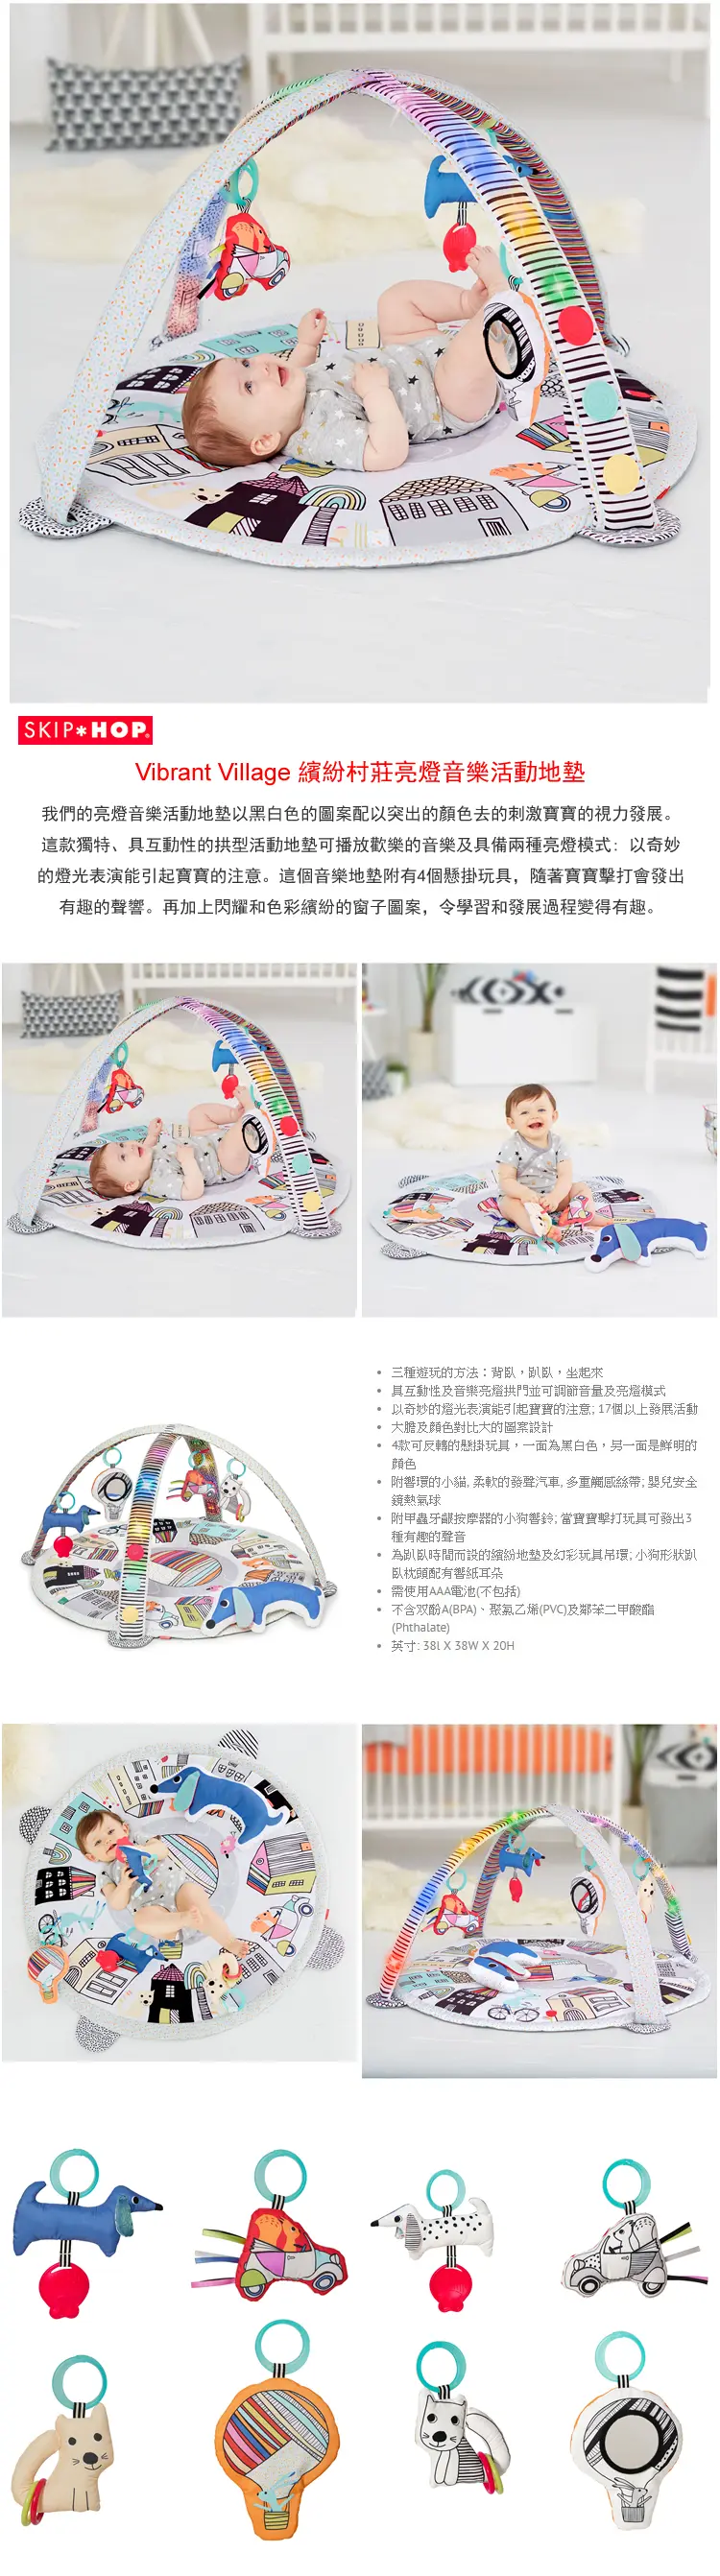 SKIP*HOP®
Vibrant Village 繽紛村莊亮燈音樂活動地墊
我們的亮燈音樂活動地墊以黑白色的圖案配以突出的顏色去的刺激寶寶的視力發展。
這款獨特、具互動性的拱型活動地墊可播放歡樂的音樂及具備兩種亮燈模式：以奇妙
的燈光表演能引起寶寶的注意。這個音樂地墊附有4個懸掛玩具，隨著寶寶擊打會發出
有趣的聲響。再加上閃耀和色彩繽紛的窗子圖案，令學習和發展過程變得有趣。
• 三種遊玩的方法：背臥，趴臥，坐起來
• 具互動性及音樂亮燈拱門並可調節音量及亮燈模式
• 以奇妙的燈光表演能引起寶寶的注意; 17個以上發展活動
• 大膽及顏色對比大的圖案設計
• 4款可反轉的懸掛玩具，一面為黑白色，另一面是鮮明的
顏色
• 附響環的小貓, 柔軟的發聲汽車, 多重觸感絲帶; 嬰兒安全
鏡熱氣球
• 附甲蟲牙齦按摩器的小狗響鈴; 當寶寶擊打玩具可發出3
種有趣的聲音
• 為趴臥時間而設的繽紛地墊及幻彩玩具吊環; 小狗形狀趴
臥枕頭配有響紙耳朵
• 需使用AAA電池(不包括)
• 不含双酚A(BPA)、聚氯乙烯(PVC)及鄰苯二甲酸酯
(Phthalate)
• 英寸: 38l X 38W X 20H